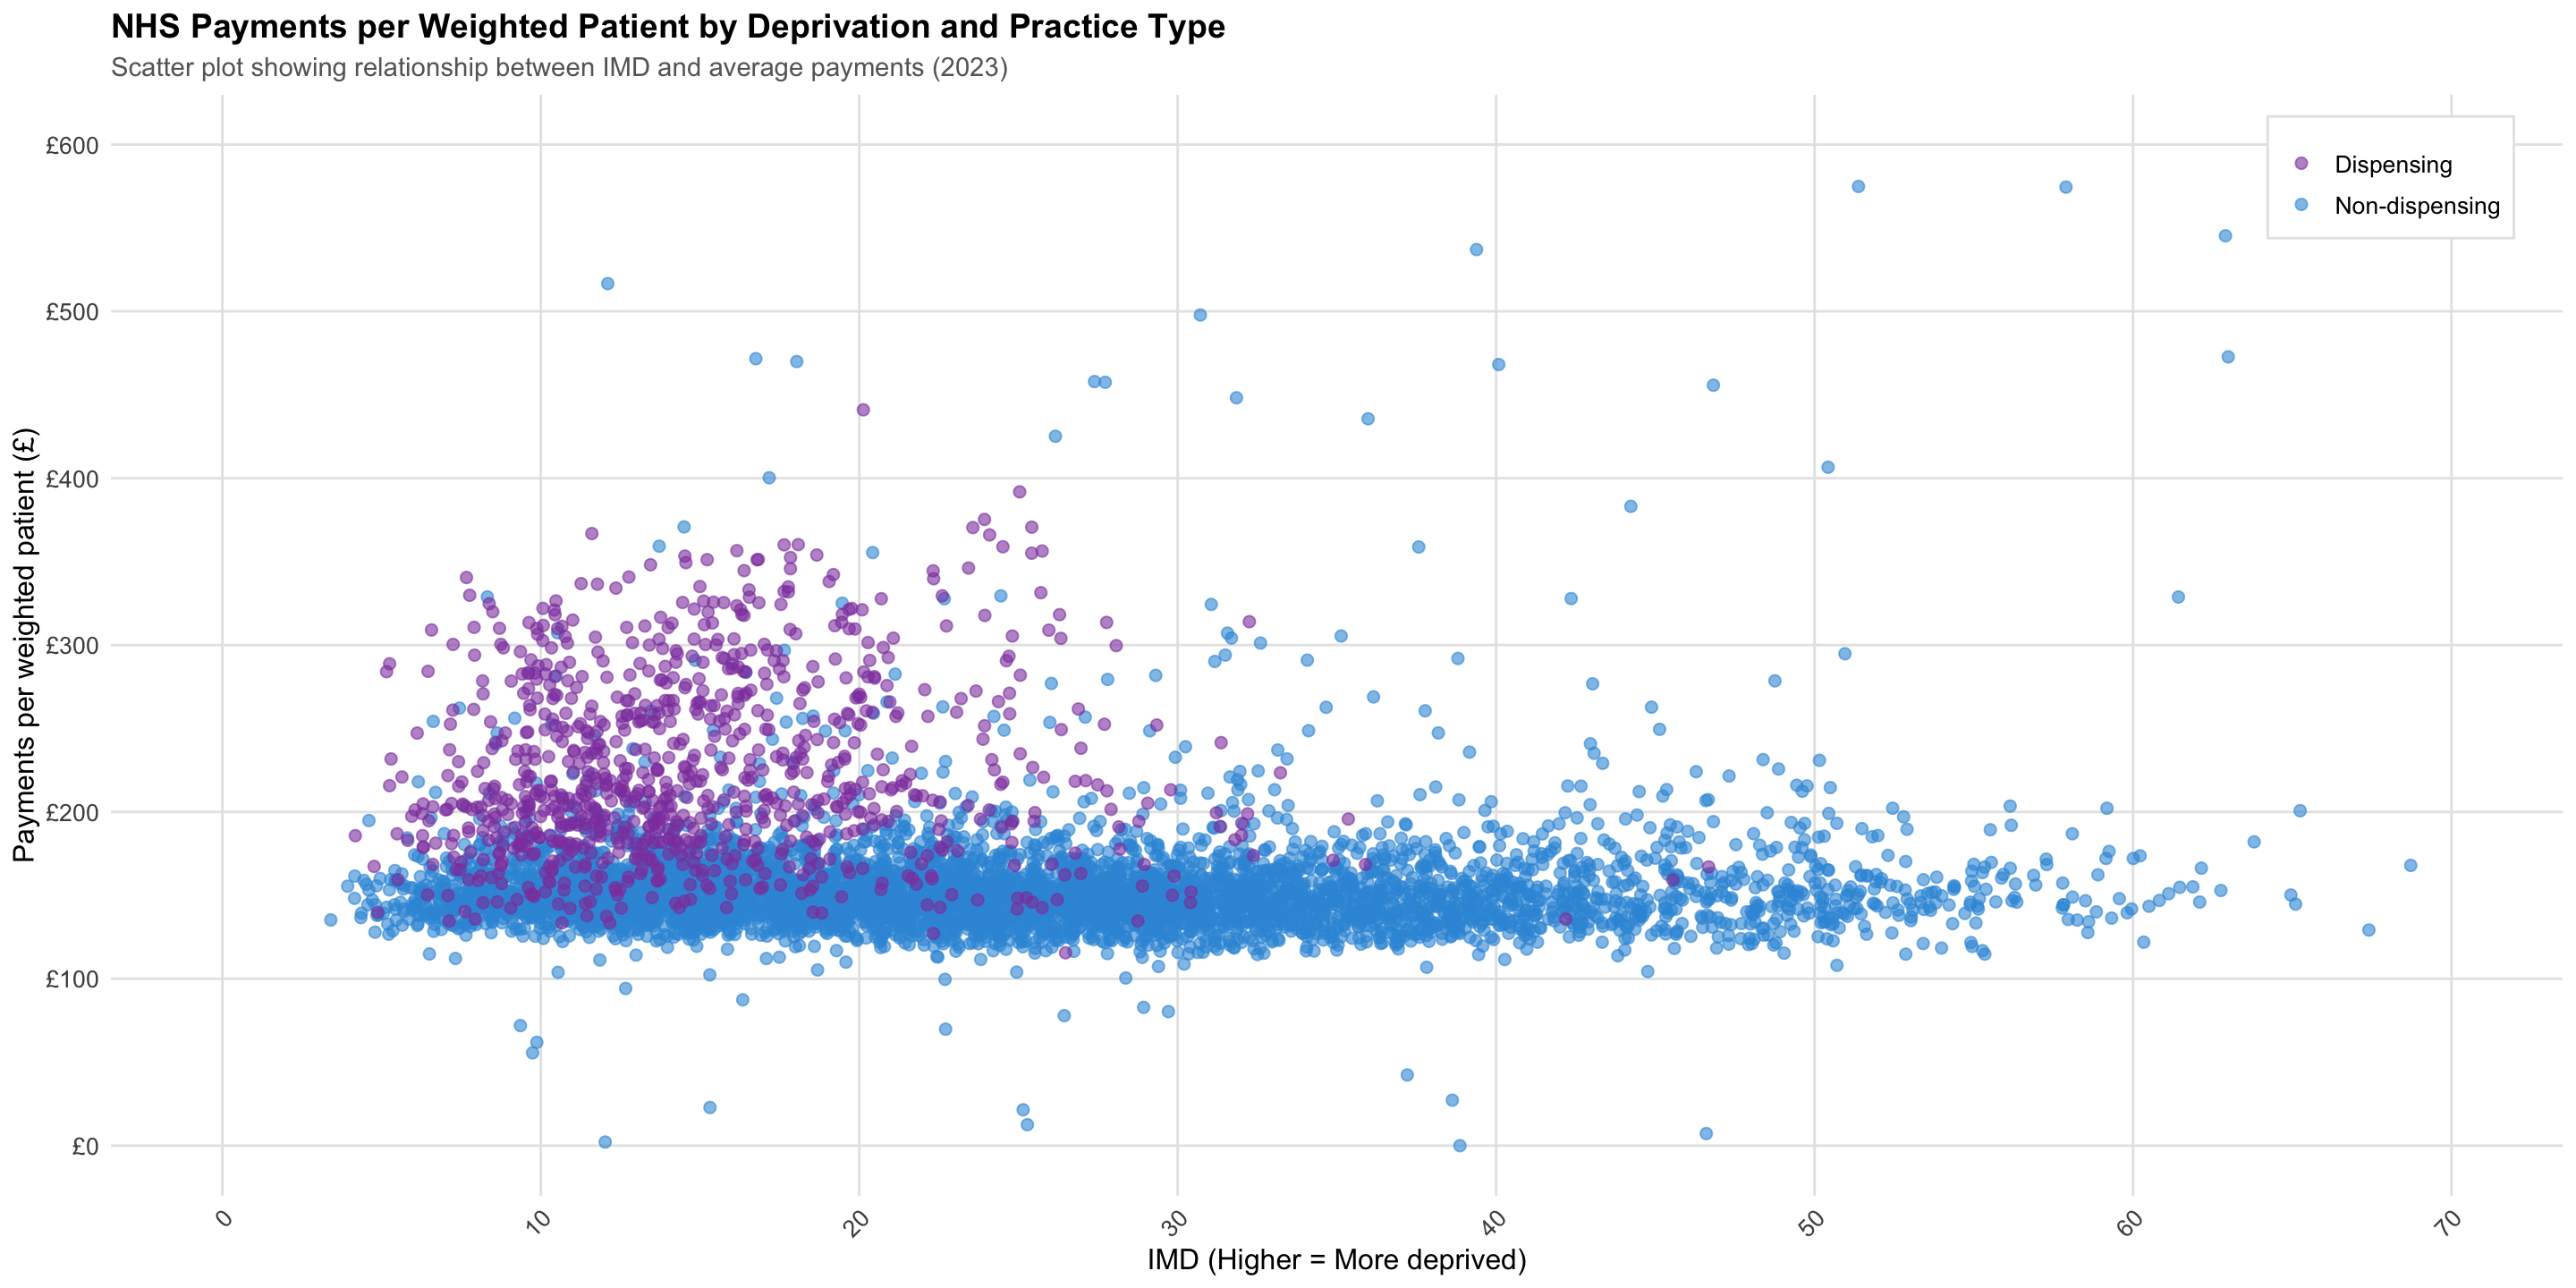 NHS Payments per Weighted Patient by Deprivation and Practice Type
Scatter plot showing relationship between IMD and average payments (2023)
Payments per weighted patient (£)
£600
£500
£400
£300
£200
£100
£0
Dispensing
Non-dispensing
0
10
20
30
40
50
60
70
IMD (Higher = More deprived)